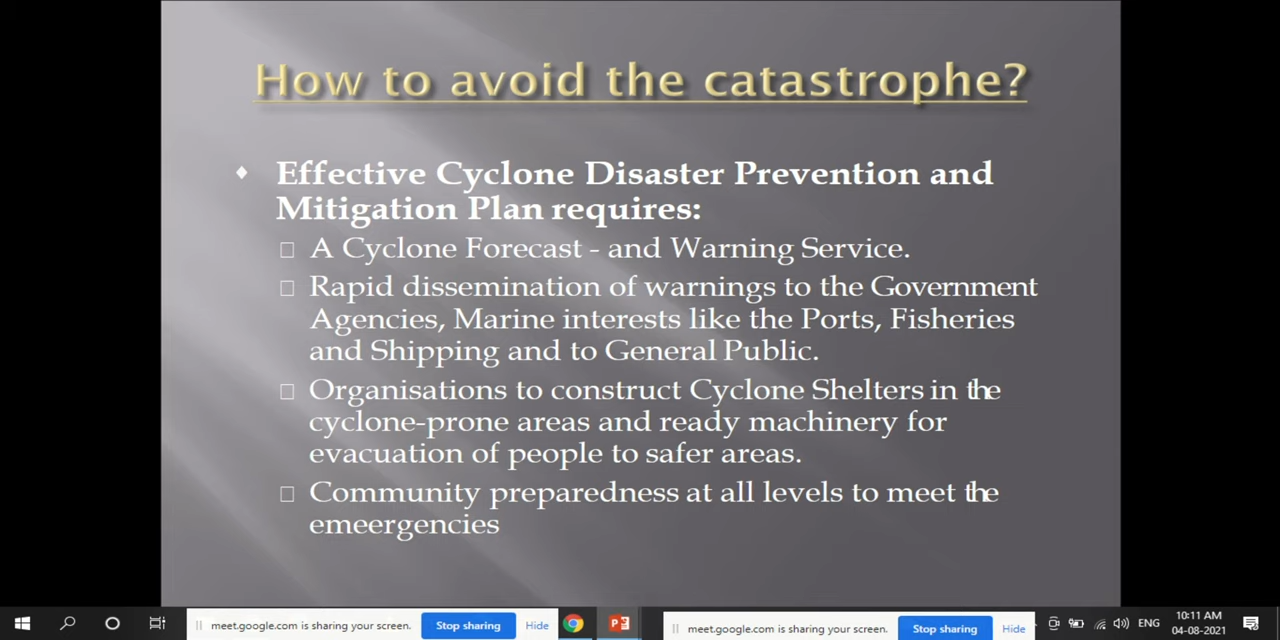 How to avoid the catastrophe?
Effective Cyclone Disaster Prevention and
Mitigation Plan requires:
A Cyclone Forecast - and Warning Service.
Rapid dissemination of warnings to the Government
Agencies, Marine interests like the Ports, Fisheries
and Shipping and to General Public.
Organisations to construct Cyclone Shelters in the
cyclone-prone areas and ready machinery for
evacuation of people to safer areas.
Community preparedness at all levels to meet the
emeergencies
meet.google.com is sharing your screen. Stop sharing Hide
meet.google.com is sharing your screen. Stop sharing Hide
ENG
10:11 AM
04-08-2021